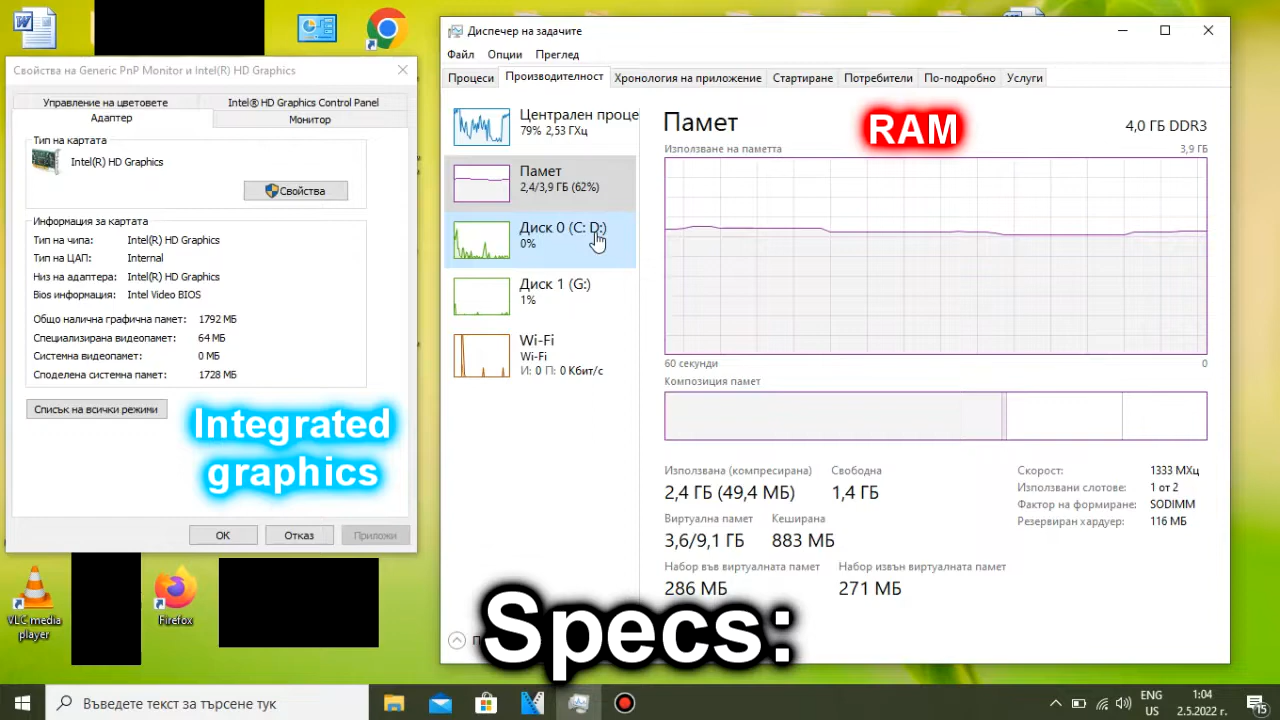 Свойства на Generic PnP Monitor и Intel(R) HD Graphics
Управление на цветовете
Intel® HD Graphics Control Panel
Адаптер
Монитор
Тип на картата
Intel(R) HD Graphics
Свойства
Информация за картата
Тип на чипа: Intel(R) HD Graphics
Тип на ЦАП: Internal
Низ на адаптера: Intel(R) HD Graphics
Bios информация: Intel Video BIOS
Общо налична графична памет: 1792 МБ
Специализирана видеопамет: 64 МБ
Системна видеопамет: 0 МБ
Споделена системна памет: 1728 МБ
Списък на всички режими
Integrated
graphics
ОК
Отказ
Приложи
VLC media
player
Firefox
Диспечер на задачите
Файл Опции Преглед
Процеси Производителност Хронология на приложение Стартиране Потребители По-подробно Услуги
Централен проце
79% 2,53 ГХц
Памет
2,4/3,9 ГБ (62%)
Диск 0 (C: D:)
0%
Диск 1 (G:)
1%
Wi-Fi
Wi-Fi
И: 0 П: 0 Кбит/с
Памет
RAM
4,0 ГБ DDR3
Използване на паметта
3,9 ГБ
60 секунди
0
Композиция памет
Използвана (компресирана)
Свободна
2,4 ГБ (49,4 МБ)
1,4 ГБ
Виртуална памет
Кеширана
3,6/9,1 ГБ
883 МБ
Набор във виртуалната памет
Набор извън виртуалната памет
286 МБ
271 МБ
Скорост: 1333 МХц
Използвани слотове: 1 от 2
Фактор на формиране: SODIMM
Резервиран хардуер: 116 МБ
Specs:
Въведете текст за търсене тук
ENG
US
1:04
2.5.2022 г.
15